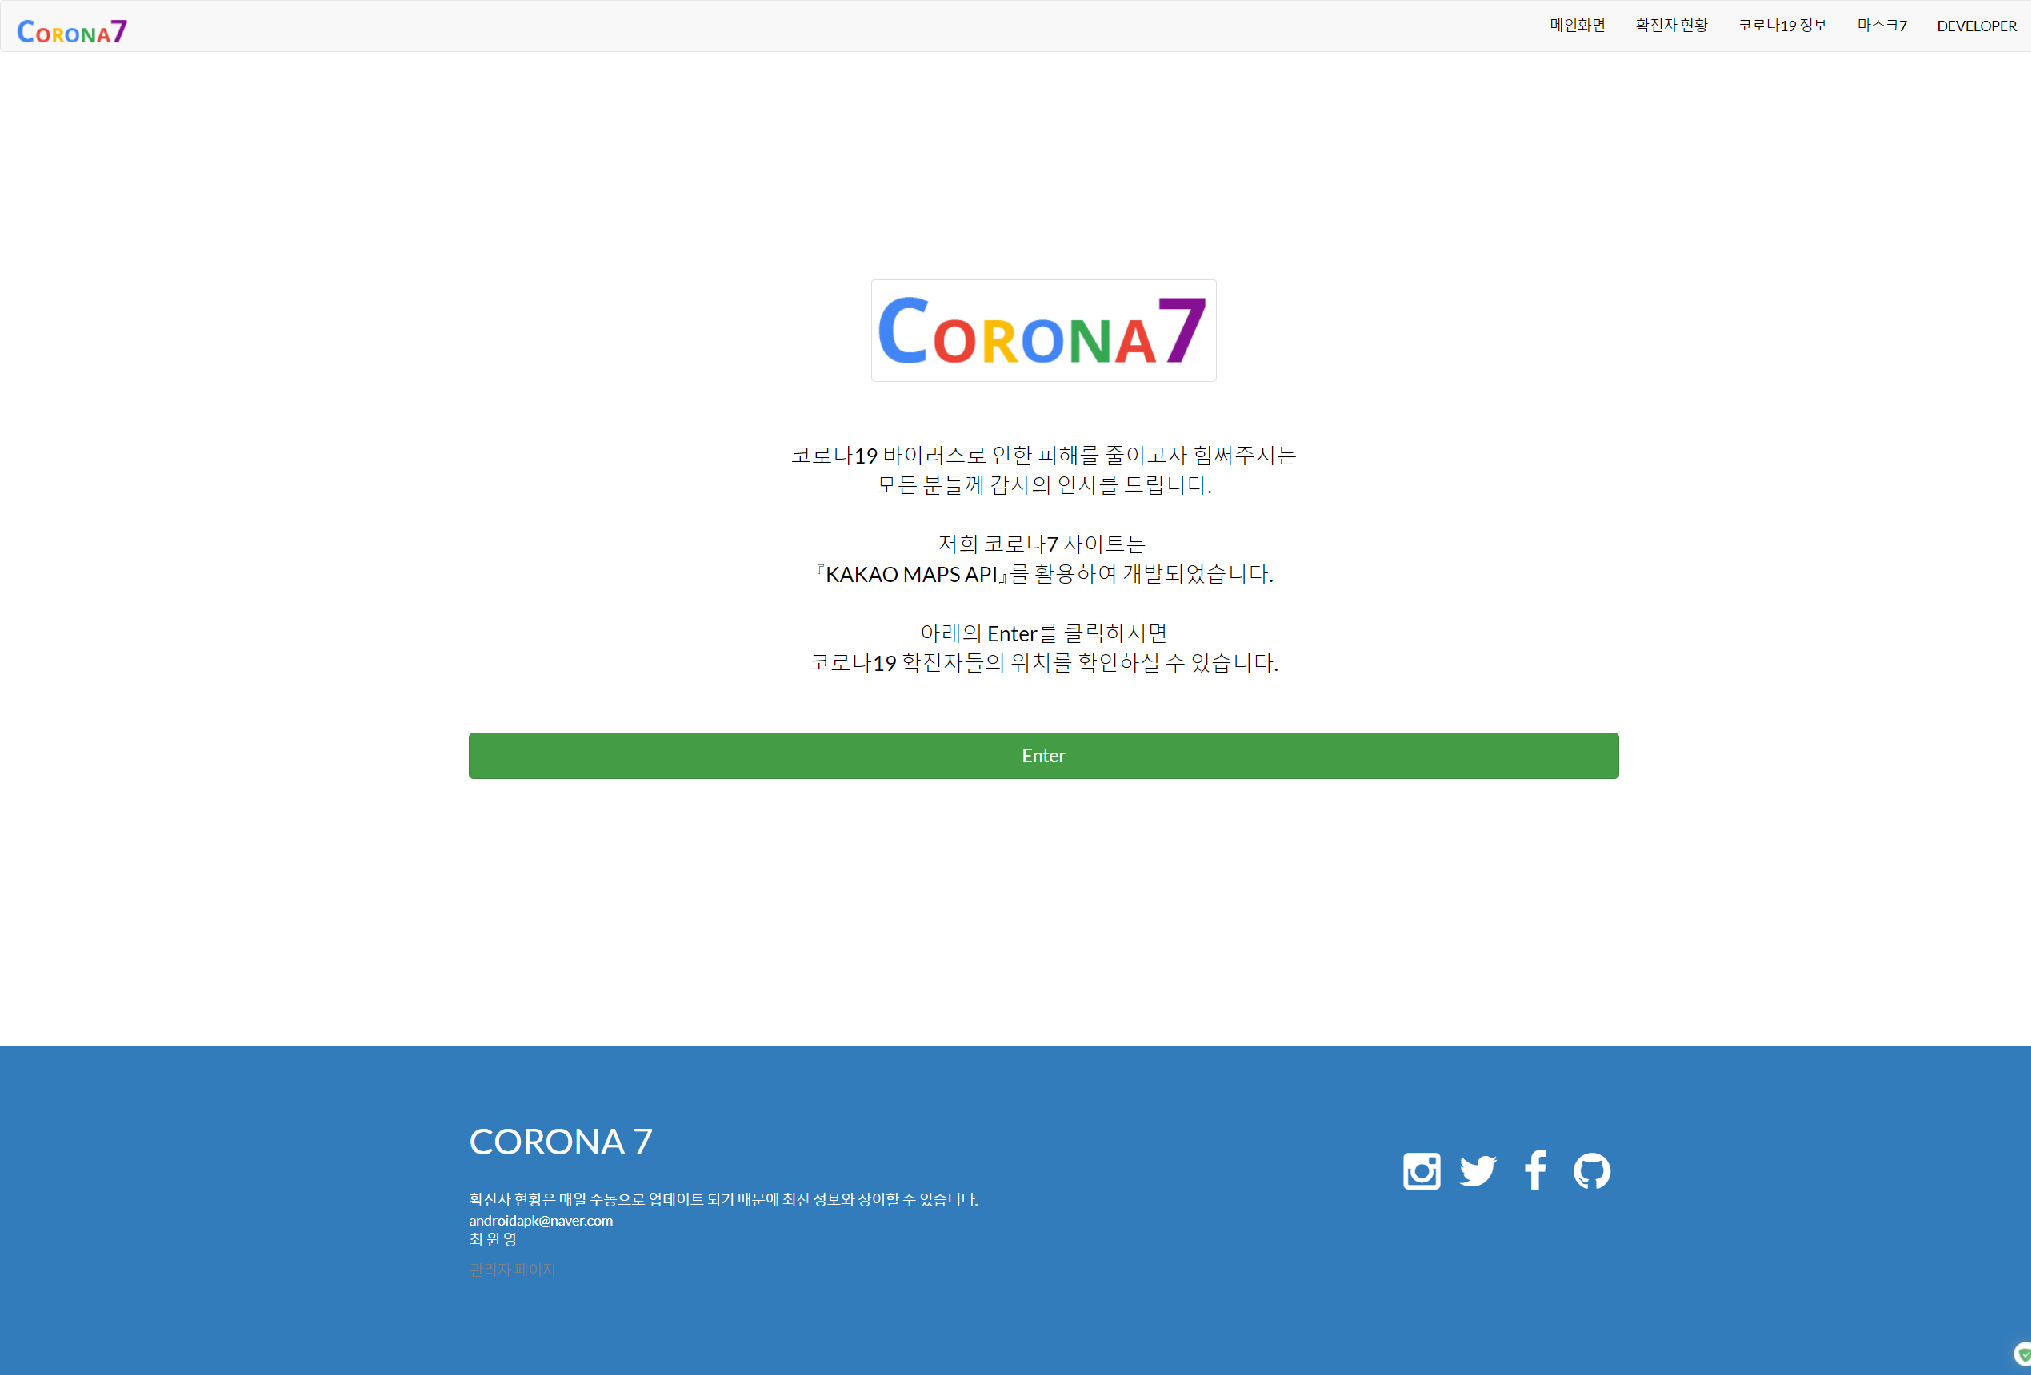 CORONA7
메인화면 확진자 현황 코로나19 정보 마스크7 DEVELOPER
CORONA7
코로나19 바이러스로 인한 피해를 줄이고자 힘써주시는
모든 분들께 감사의 인사를 드립니다.
저희 코로나7 사이트는
『KAKAO MAPS API』를 활용하여 개발되었습니다.
아래의 Enter를 클릭하시면
코로나19 확진자들의 위치를 확인하실 수 있습니다.
Enter
CORONA 7
확진자 현황은 매일 수동으로 업데이트 되기 때문에 최신 정보와 상이할 수 있습니다.
androidapk@naver.com
최 원 영
관리자 페이지